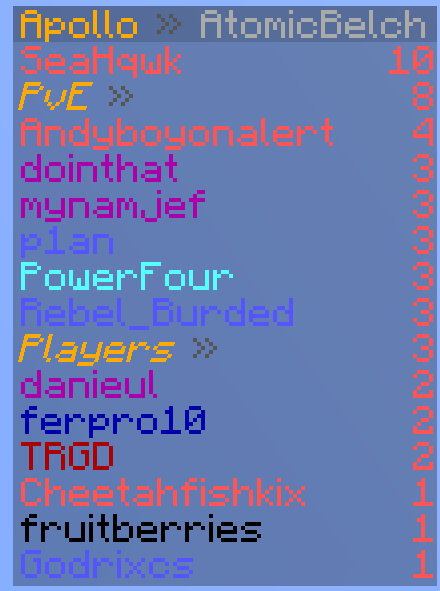 Apollo » AtomicBelch
SeaHqwk 10
PvE » 8
Andyboyonalert 4
dointhat 3
mynamjef 3
p1an 3
PowerFour 3
Rebel_Burded 3
Players » 3
danieul 2
ferpro10 2
TRGD 2
Cheetahfishkix 1
fruitberries 1
Godrixcs 1